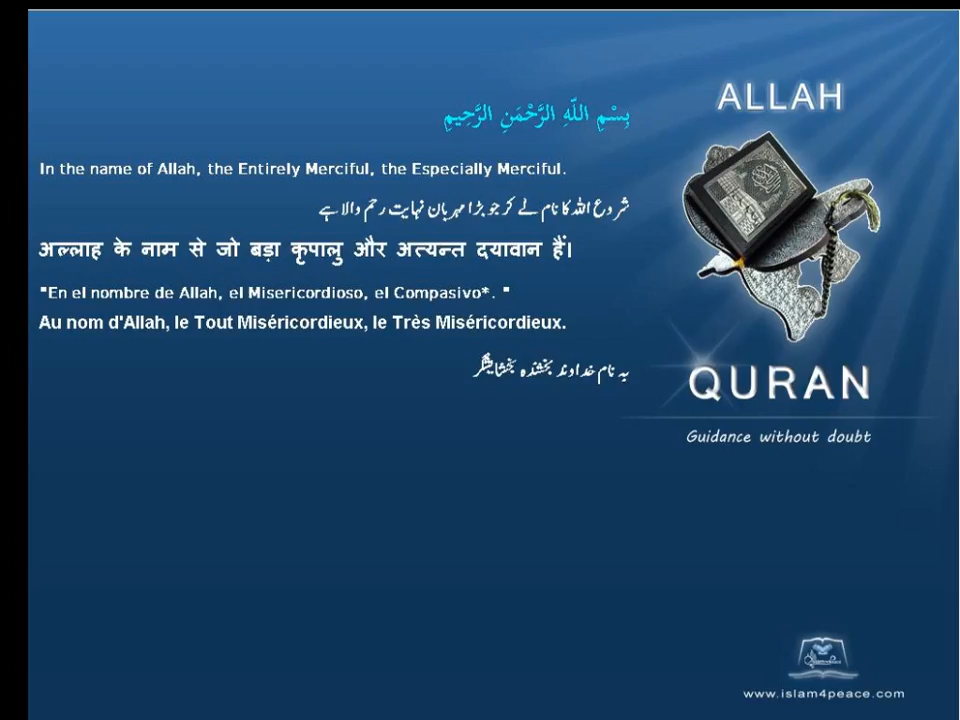 بِسْمِ اللَّهِ الرَّحْمَنِ الرَّحِيمِ
In the name of Allah, the Entirely Merciful, the Especially Merciful.
شروع الله کا نام لے کر جو بڑا مہربان نہایت رحم والا ہے
अल्लाह के नाम से जो बड़ा कृपालु और अत्यन्त दयावान हैं।
"En el nombre de Allah, el Misericordioso, el Compasivo*. "
Au nom d'Allah, le Tout Miséricordieux, le Très Miséricordieux.
به نام خداوند بخشنده بخشایشگر
ALLAH
QURAN
Guidance without doubt
www.islam4peace.com